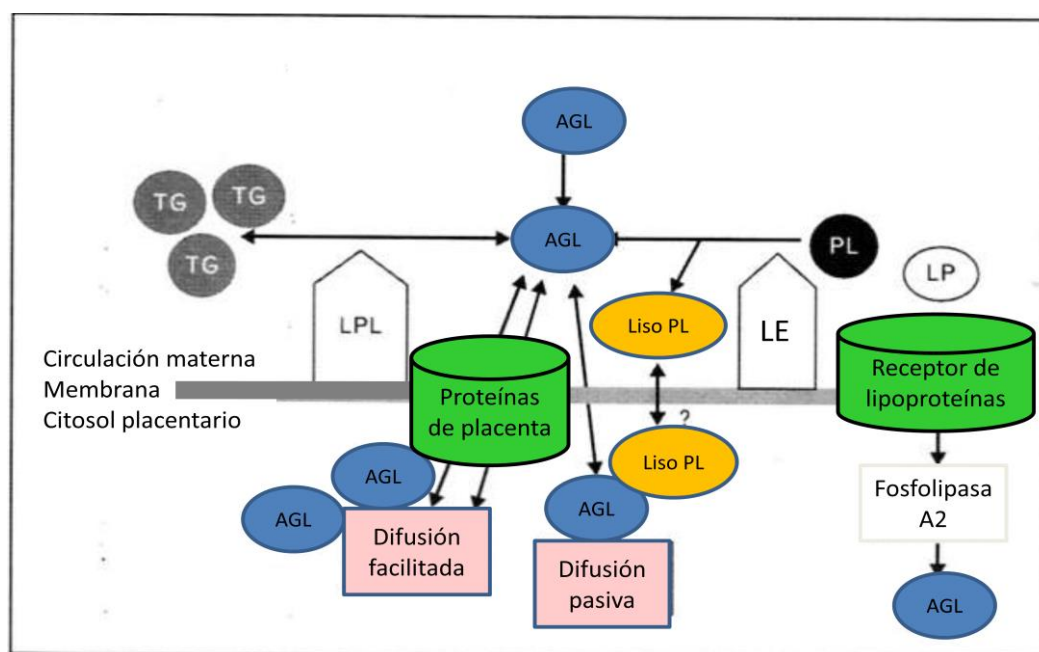 AGL
TG
TG
TG
AGL
PL
LP
LPL
Liso PL
LE
Circulación materna
Membrana
Citosol placentario
Proteínas
de placenta
Receptor de
lipoproteínas
?
AGL
Liso PL
AGL
AGL
Fosfolipasa
A2
Difusión
facilitada
Difusión
pasiva
AGL